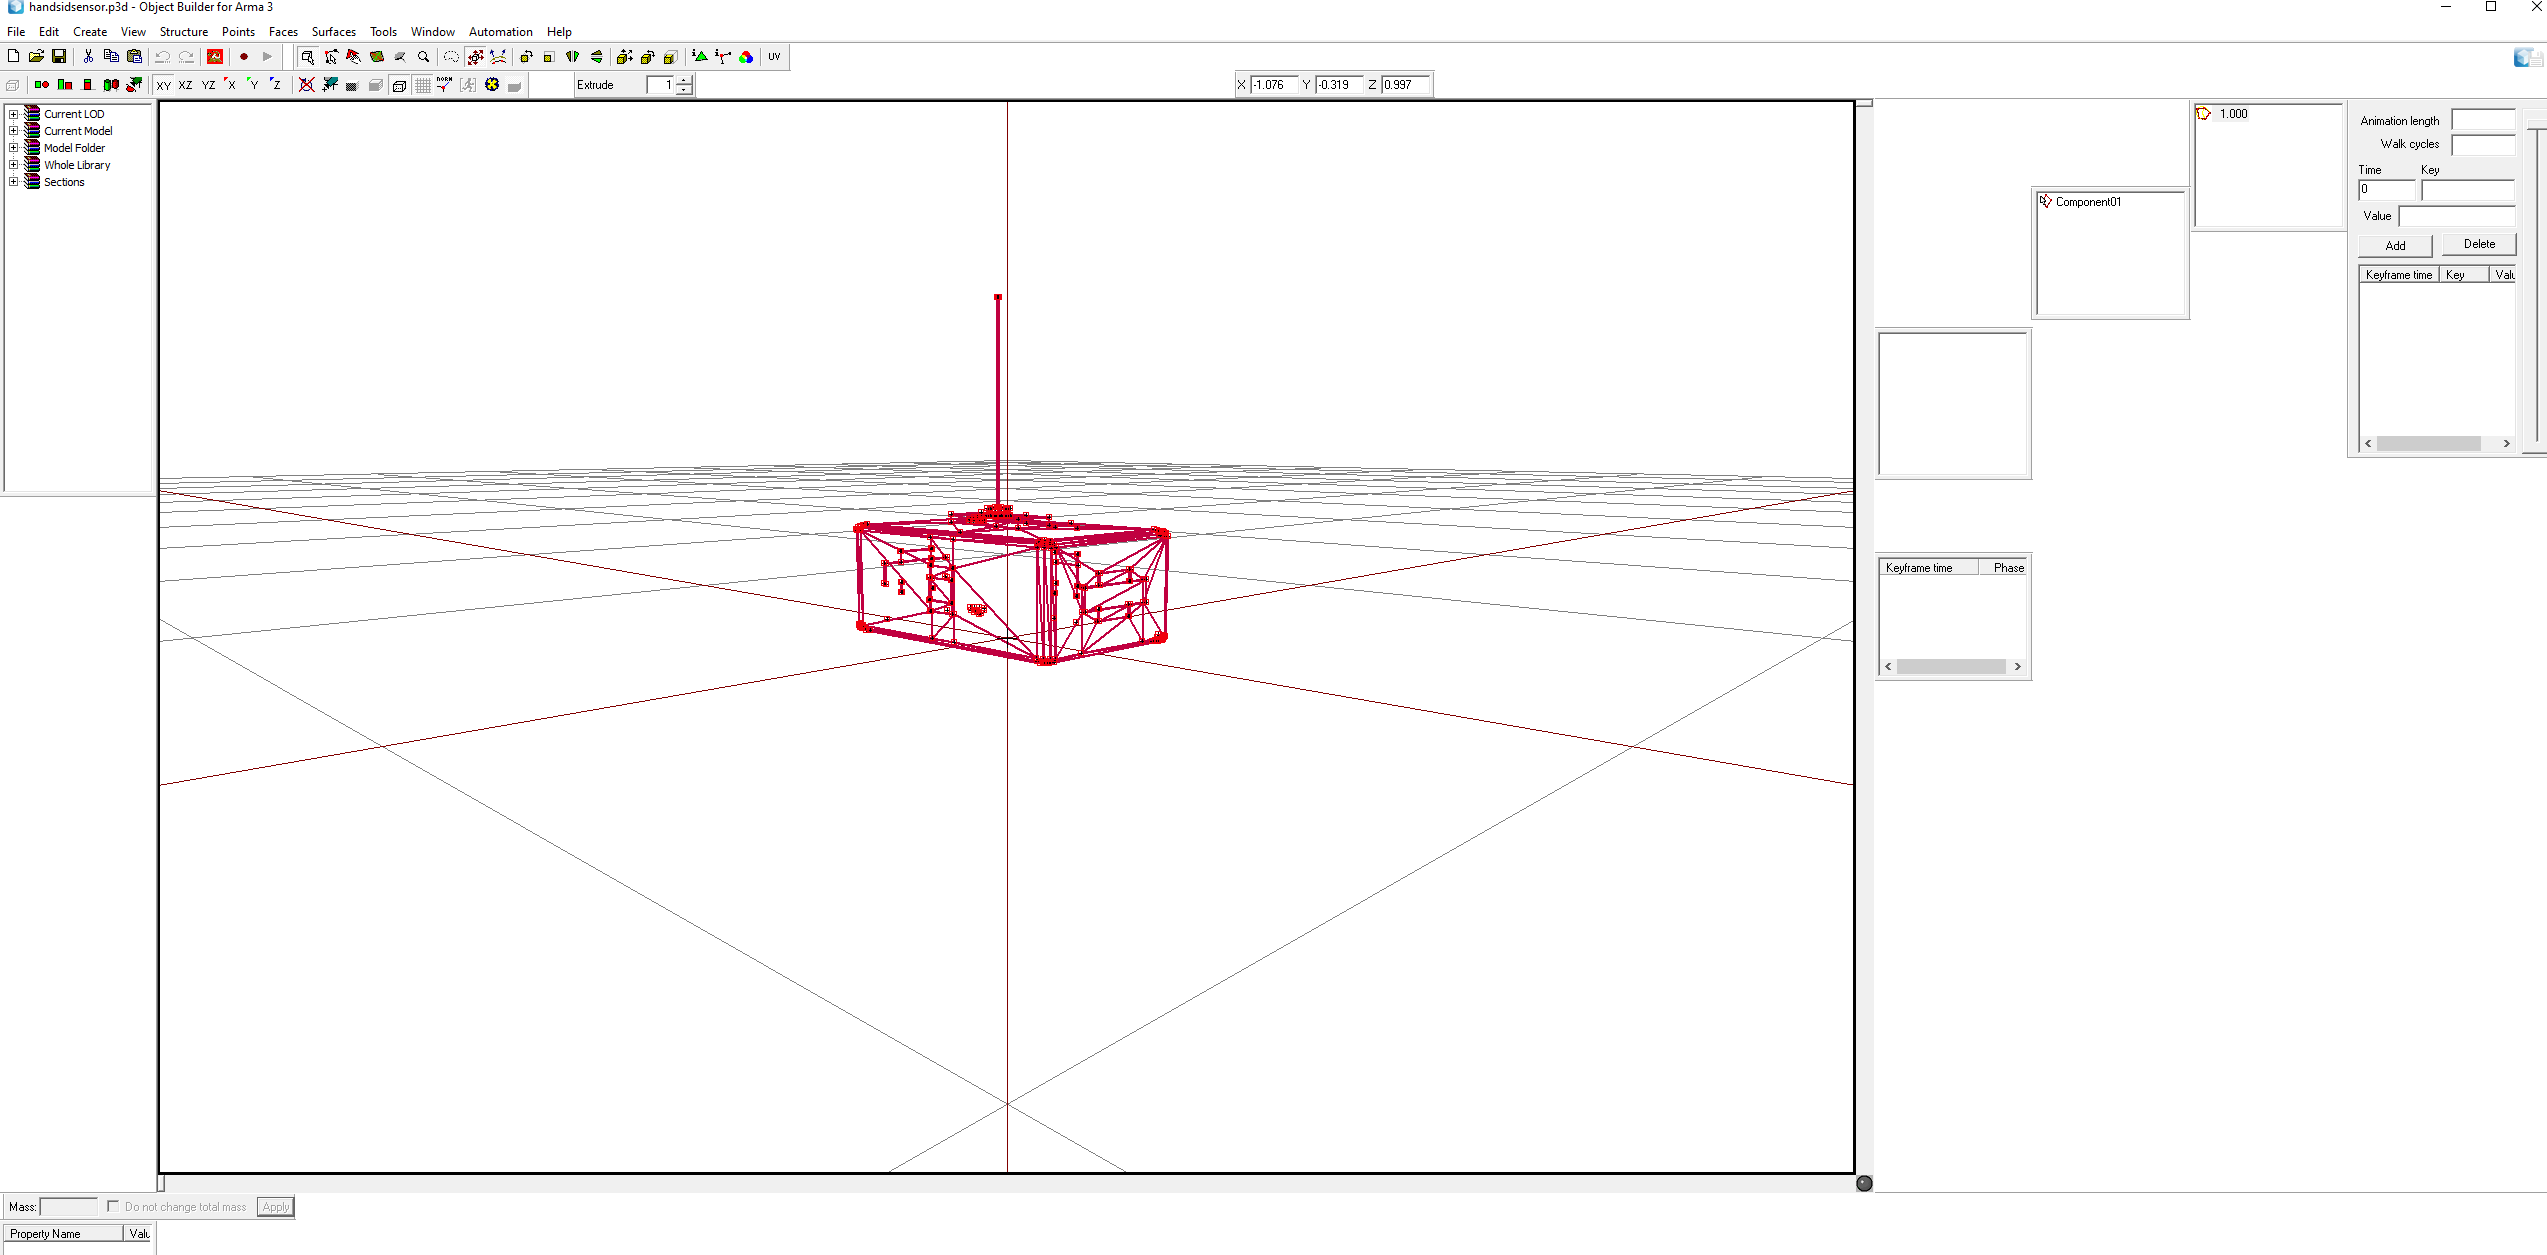 handsidsensor.p3d - Object Builder for Arma 3
File Edit Create View Structure Points Faces Surfaces Tools Window Automation Help
UV
XY XZ YZ X Y Z NORM Extrude 1 X -1.076 Y -0.319 Z 0.997
Current LOD
Current Model
Model Folder
Whole Library
Sections
1.000
Component01
Animation length
Walk cycles
Time Key
0
Value
Add Delete
Keyframe time Key Valu
Keyframe time Phase
Mass: Do not change total mass Apply
Property Name Valu